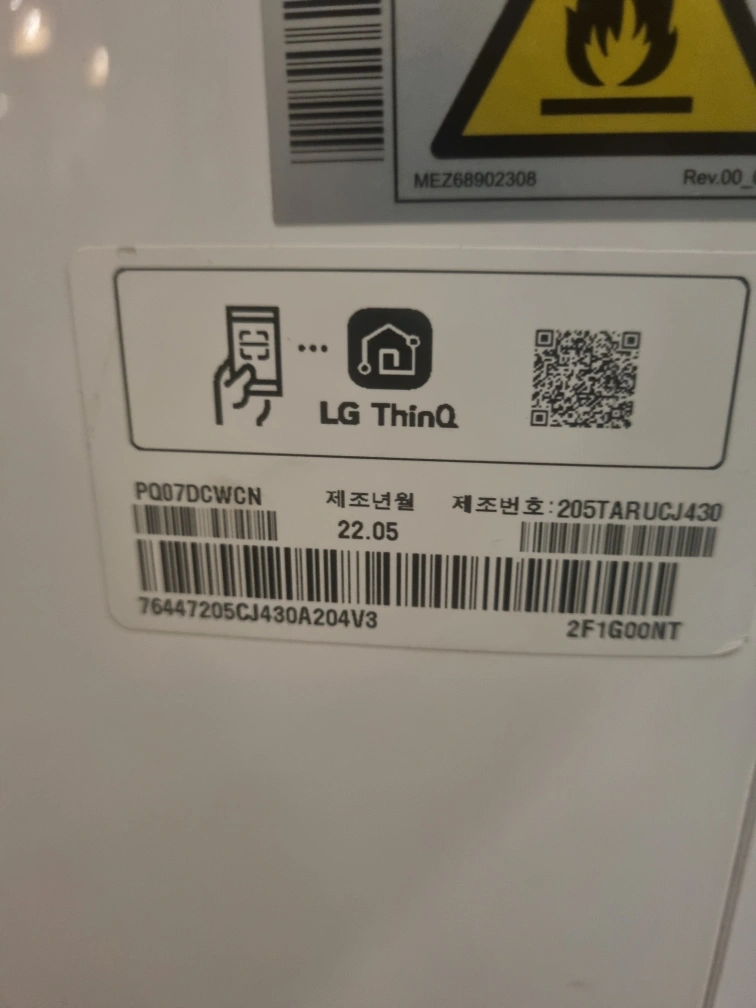 MEZ68902308
Rev.00_
LG ThinQ
PQ07DCWCN
제조년월
22.05
제조번호:205TARUCJ430
76447205CJ430A204V3
2F1G00NT